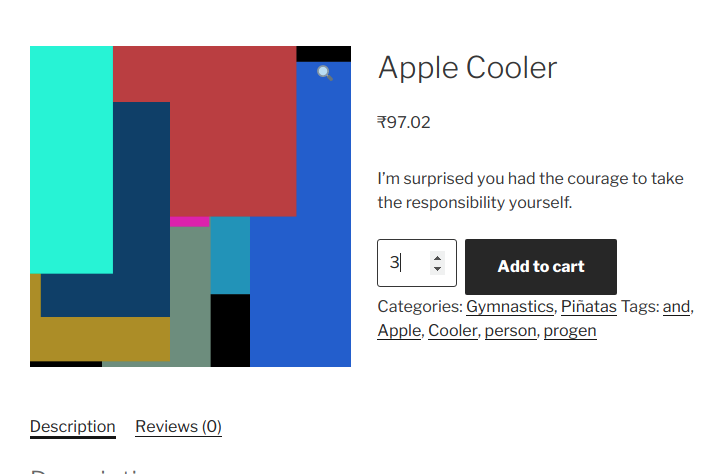 Apple Cooler
₹97.02
I’m surprised you had the courage to take
the responsibility yourself.
3
Add to cart
Categories: Gymnastics, Piñatas Tags: and,
Apple, Cooler, person, progen
Description
Reviews (0)